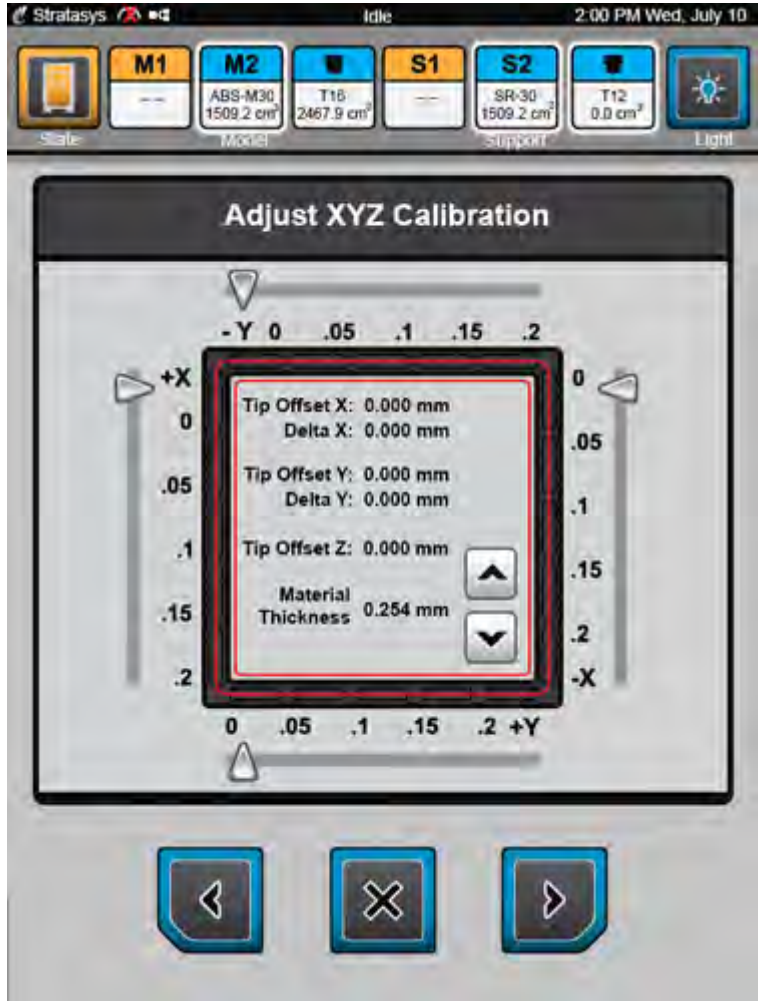 Stratasys Idle 2:00 PM Wed, July 10
M1 M2 S1 S2
-- ABS-M30 T16 -- SR-30 T12
1509.2 cm³ 2467.9 cm³ 1509.2 cm³ 0.0 cm³
State Model Support Light
Adjust XYZ Calibration
- Y 0 .05 .1 .15 .2
+X
0
.05
.1
.15
.2
Tip Offset X: 0.000 mm
Delta X: 0.000 mm
Tip Offset Y: 0.000 mm
Delta Y: 0.000 mm
Tip Offset Z: 0.000 mm
Material
Thickness 0.254 mm
0
.05
.1
.15
.2
-X
0 .05 .1 .15 .2 +Y